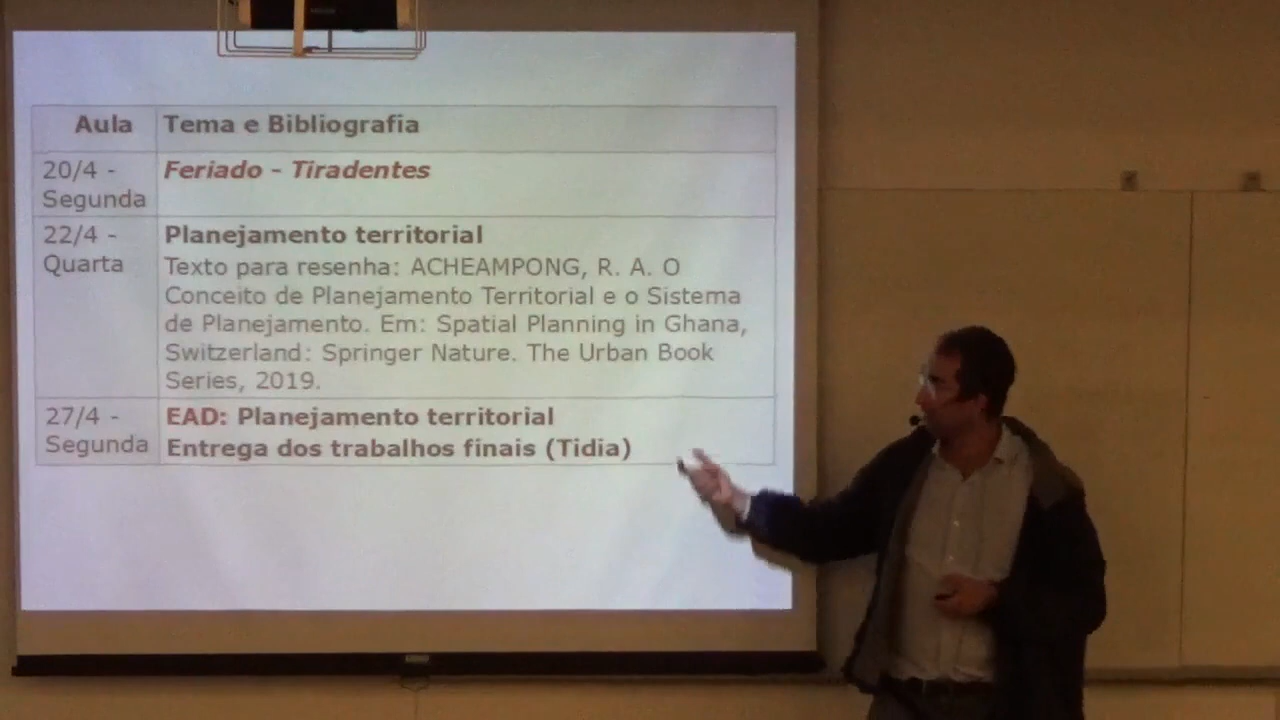 Aula Tema e Bibliografia
20/4 - Feriado - Tiradentes
Segunda
22/4 - Planejamento territorial
Quarta Texto para resenha: ACHEAMPONG, R. A. O
Conceito de Planejamento Territorial e o Sistema
de Planejamento. Em: Spatial Planning in Ghana,
Switzerland: Springer Nature. The Urban Book
Series, 2019.
27/4 - EAD: Planejamento territorial
Segunda Entrega dos trabalhos finais (Tidia)